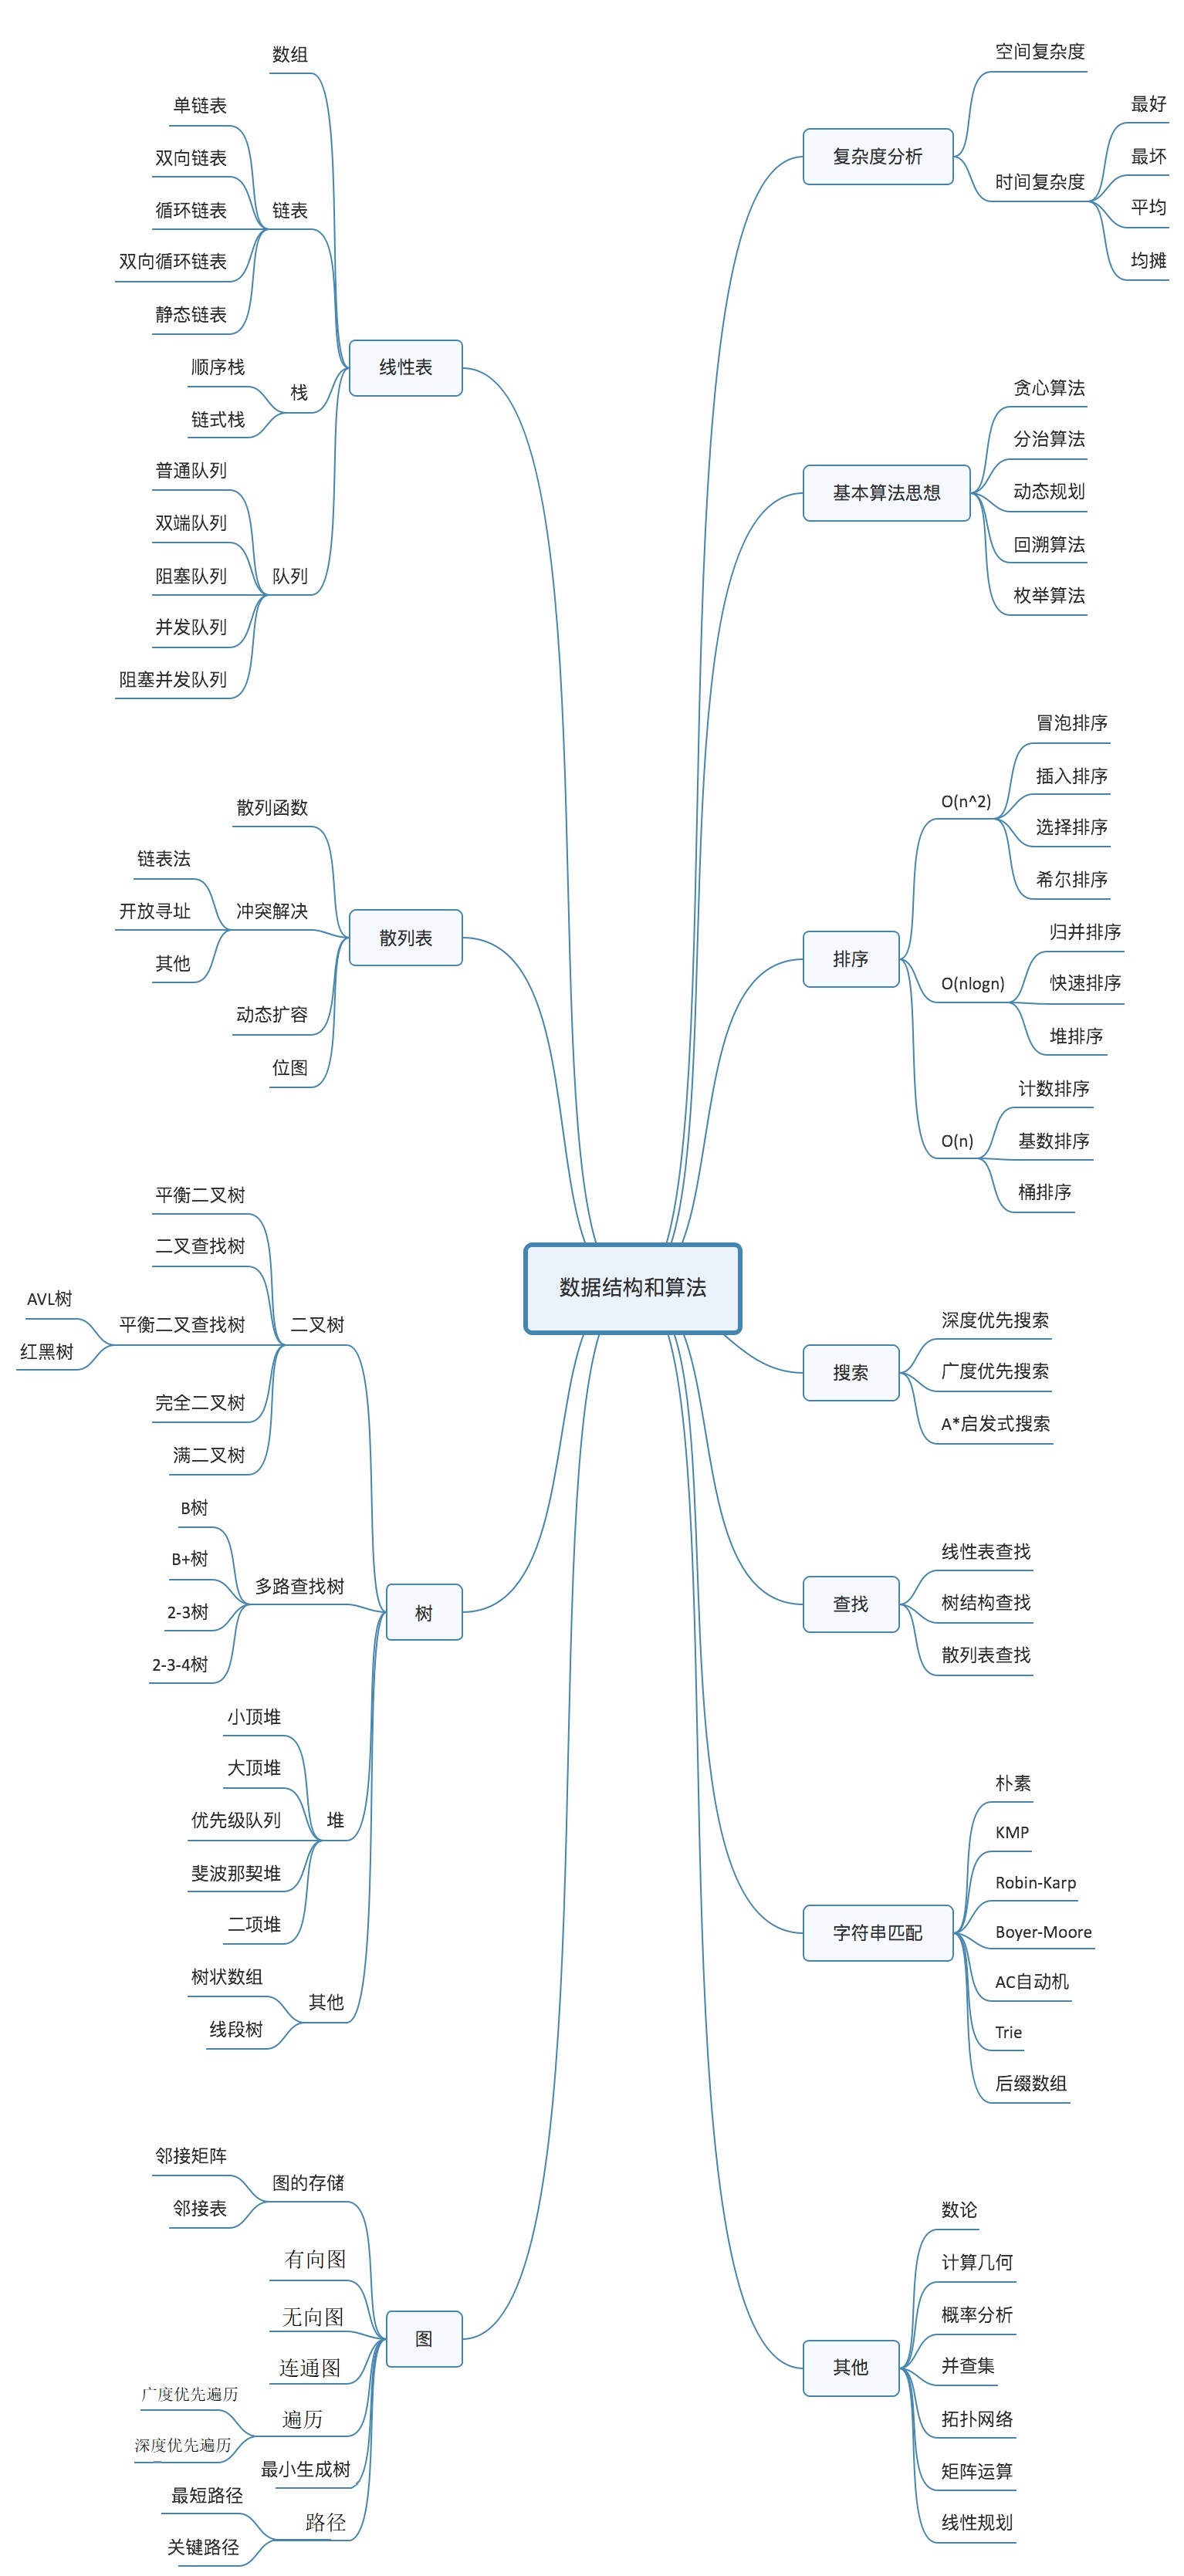 数据结构和算法
线性表
数组
链表
单链表
双向链表
循环链表
双向循环链表
静态链表
栈
顺序栈
链式栈
队列
普通队列
双端队列
阻塞队列
并发队列
阻塞并发队列
散列表
散列函数
冲突解决
链表法
开放寻址
其他
动态扩容
位图
树
二叉树
平衡二叉树
二叉查找树
平衡二叉查找树
AVL树
红黑树
完全二叉树
满二叉树
多路查找树
B树
B+树
2-3树
2-3-4树
堆
小顶堆
大顶堆
优先级队列
斐波那契堆
二项堆
其他
树状数组
线段树
图
图的存储
邻接矩阵
邻接表
有向图
无向图
连通图
遍历
广度优先遍历
深度优先遍历
最小生成树
路径
最短路径
关键路径
复杂度分析
空间复杂度
时间复杂度
最好
最坏
平均
均摊
基本算法思想
贪心算法
分治算法
动态规划
回溯算法
枚举算法
排序
O(n^2)
冒泡排序
插入排序
选择排序
希尔排序
O(nlogn)
归并排序
快速排序
堆排序
O(n)
计数排序
基数排序
桶排序
搜索
深度优先搜索
广度优先搜索
A*启发式搜索
查找
线性表查找
树结构查找
散列表查找
字符串匹配
朴素
KMP
Robin-Karp
Boyer-Moore
AC自动机
Trie
后缀数组
其他
数论
计算几何
概率分析
并查集
拓扑网络
矩阵运算
线性规划